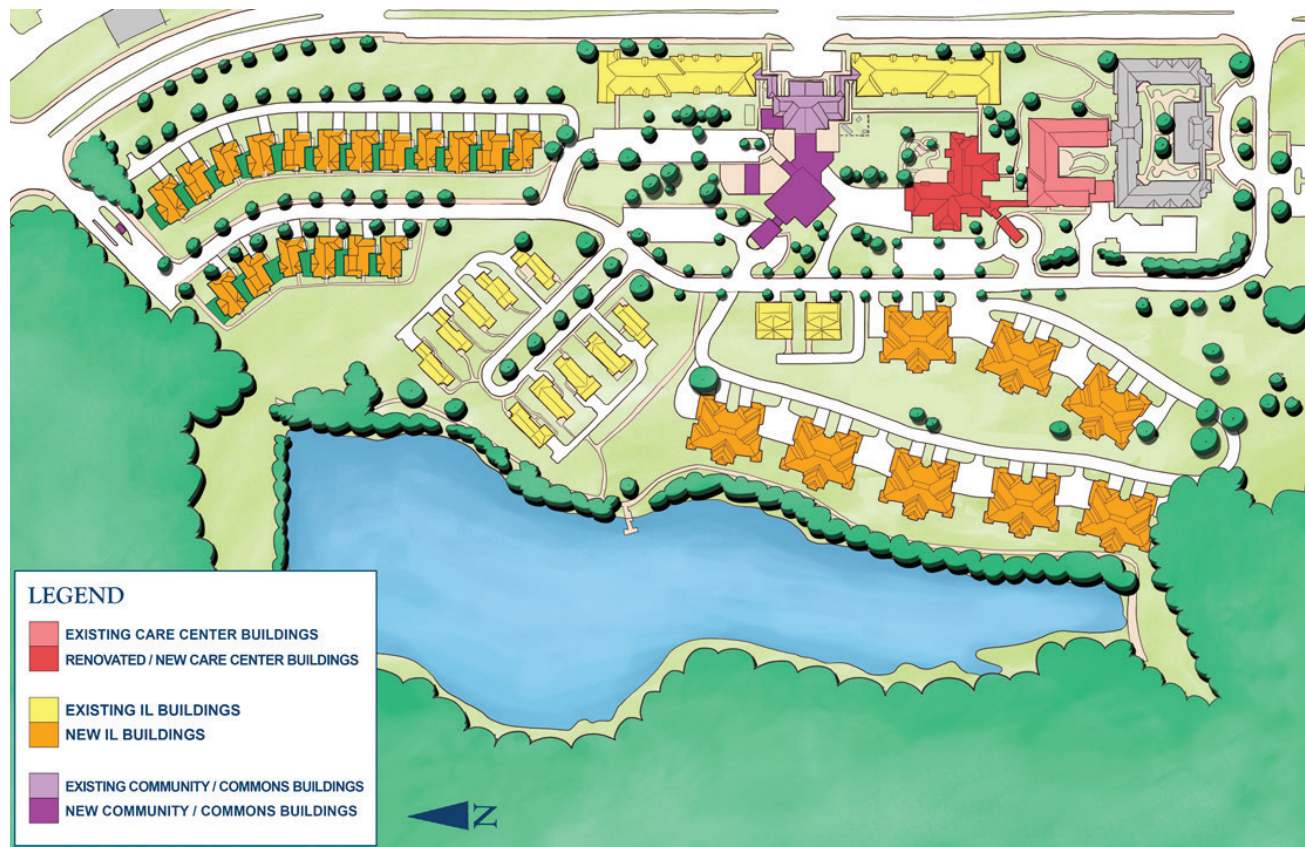 LEGEND
EXISTING CARE CENTER BUILDINGS
RENOVATED / NEW CARE CENTER BUILDINGS
EXISTING IL BUILDINGS
NEW IL BUILDINGS
EXISTING COMMUNITY / COMMONS BUILDINGS
NEW COMMUNITY / COMMONS BUILDINGS
N